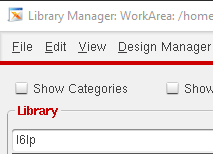 Library Manager: WorkArea: /home
File Edit View Design Manager
Show Categories Show
Library
l6lp